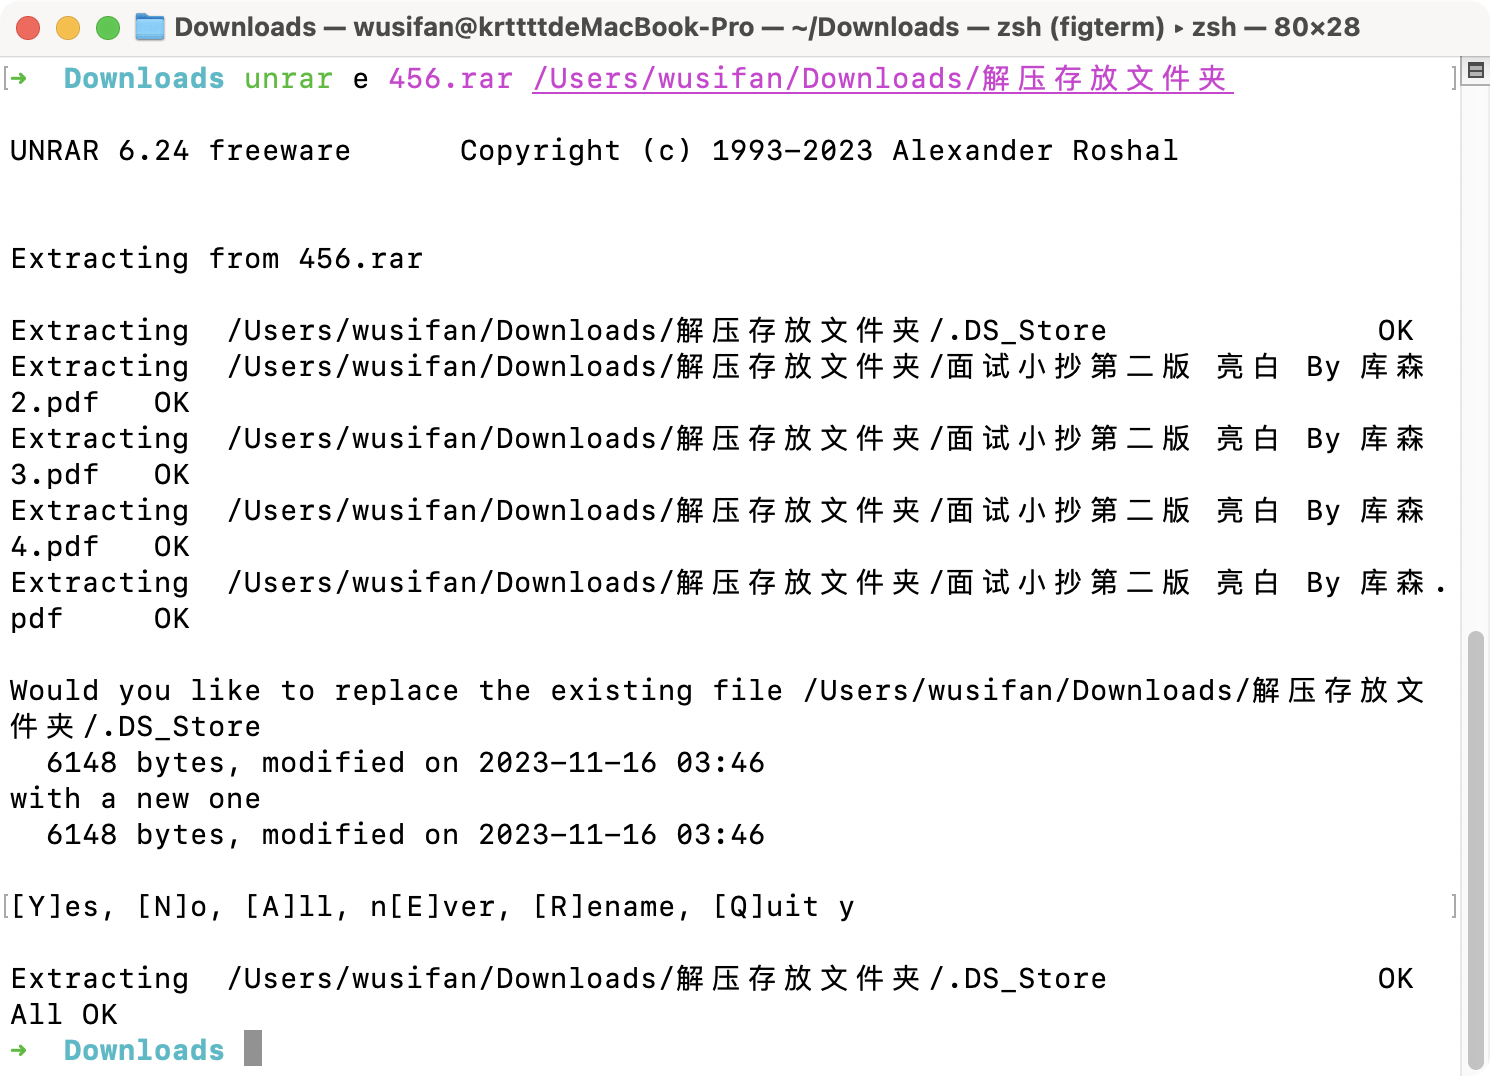 Downloads — wusifan@krttttdeMacBook-Pro — ~/Downloads — zsh (figterm) ▸ zsh — 80×28
[➜  Downloads unrar e 456.rar /Users/wusifan/Downloads/解压存放文件夹 ]
UNRAR 6.24 freeware      Copyright (c) 1993-2023 Alexander Roshal
Extracting from 456.rar
Extracting  /Users/wusifan/Downloads/解压存放文件夹/.DS_Store               OK
Extracting  /Users/wusifan/Downloads/解压存放文件夹/面试小抄第二版 亮白 By 库森
2.pdf   OK
Extracting  /Users/wusifan/Downloads/解压存放文件夹/面试小抄第二版 亮白 By 库森
3.pdf   OK
Extracting  /Users/wusifan/Downloads/解压存放文件夹/面试小抄第二版 亮白 By 库森
4.pdf   OK
Extracting  /Users/wusifan/Downloads/解压存放文件夹/面试小抄第二版 亮白 By 库森.
pdf     OK
Would you like to replace the existing file /Users/wusifan/Downloads/解压存放文
件夹/.DS_Store
  6148 bytes, modified on 2023-11-16 03:46
with a new one
  6148 bytes, modified on 2023-11-16 03:46
[[Y]es, [N]o, [A]ll, n[E]ver, [R]ename, [Q]uit y ]
Extracting  /Users/wusifan/Downloads/解压存放文件夹/.DS_Store               OK
All OK
➜  Downloads